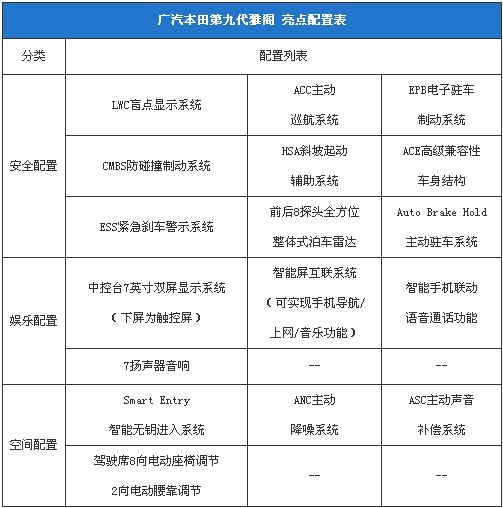 广汽本田第九代雅阁 亮点配置表
分类
配置列表
安全配置
LWC盲点显示系统
ACC主动
巡航系统
EPB电子驻车
制动系统
CMBS防碰撞制动系统
HSA斜坡起动
辅助系统
ACE高级兼容性
车身结构
ESS紧急刹车警示系统
前后8探头全方位
整体式泊车雷达
Auto Brake Hold
主动驻车系统
娱乐配置
中控台7英寸双屏显示系统
（下屏为触控屏）
智能屏互联系统
（可实现手机导航/
上网/音乐功能）
智能手机联动
语音通话功能
7扬声器音响
--
--
空间配置
Smart Entry
智能无钥进入系统
ANC主动
降噪系统
ASC主动声音
补偿系统
驾驶席8向电动座椅调节
2向电动腰靠调节
--
--